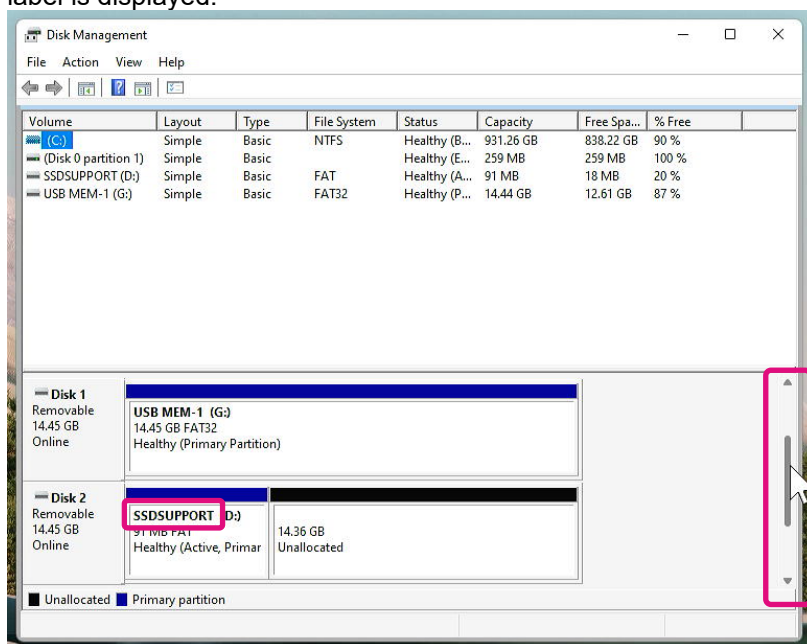 label is displayed.
Disk Management
File Action View Help
Volume Layout Type File System Status Capacity Free Spa... % Free
(C:) Simple Basic NTFS Healthy (B... 931.26 GB 838.22 GB 90 %
(Disk 0 partition 1) Simple Basic Healthy (E... 259 MB 259 MB 100 %
SSDSUPPORT (D:) Simple Basic FAT Healthy (A... 91 MB 18 MB 20 %
USB MEM-1 (G:) Simple Basic FAT32 Healthy (P... 14.44 GB 12.61 GB 87 %
Disk 1
Removable
14.45 GB
Online
USB MEM-1 (G:)
14.45 GB FAT32
Healthy (Primary Partition)
Disk 2
Removable
14.45 GB
Online
SSDSUPPORT (D:)
91 MB FAT
Healthy (Active, Primar
14.36 GB
Unallocated
Unallocated Primary partition